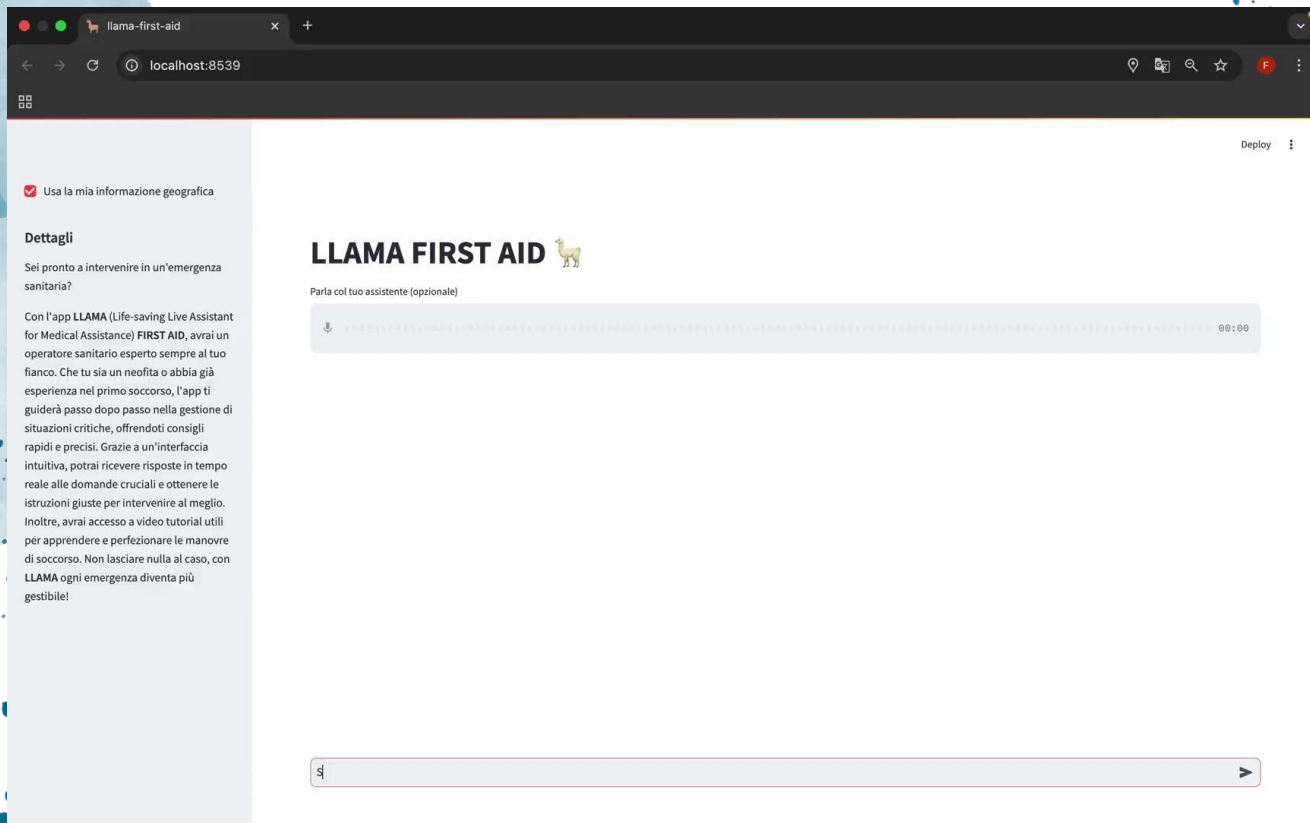 llama-first-aid
localhost:8539
F
Deploy
Usa la mia informazione geografica
Dettagli
Sei pronto a intervenire in un'emergenza
sanitaria?
Con l'app LLAMA (Life-saving Live Assistant
for Medical Assistance) FIRST AID, avrai un
operatore sanitario esperto sempre al tuo
fianco. Che tu sia un neofita o abbia già
esperienza nel primo soccorso, l'app ti
guiderà passo dopo passo nella gestione di
situazioni critiche, offrendoti consigli
rapidi e precisi. Grazie a un'interfaccia
intuitiva, potrai ricevere risposte in tempo
reale alle domande cruciali e ottenere le
istruzioni giuste per intervenire al meglio.
Inoltre, avrai accesso a video tutorial utili
per apprendere e perfezionare le manovre
di soccorso. Non lasciare nulla al caso, con
LLAMA ogni emergenza diventa più
gestibile!
LLAMA FIRST AID
Parla col tuo assistente (opzionale)
00:00
S